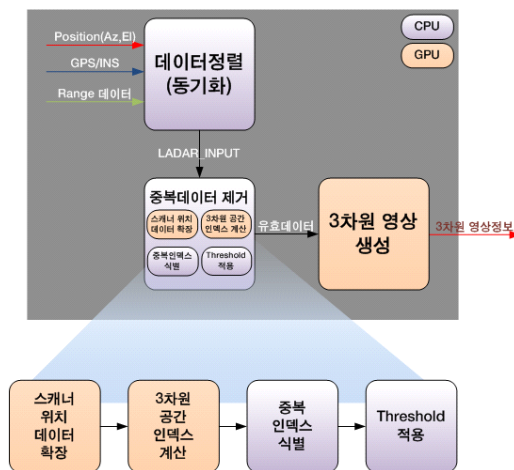 Position(Az,El)
GPS/INS
Range 데이터
데이터정렬
(동기화)
CPU
GPU
LADAR_INPUT
중복데이터 제거
스캐너 위치
데이터 확장
3차원 공간
인덱스 계산
중복인덱스
식별
Threshold
적용
유효데이터
3차원 영상
생성
3차원 영상정보
스캐너
위치
데이터
확장
3차원
공간
인덱스
계산
중복
인덱스
식별
Threshold
적용